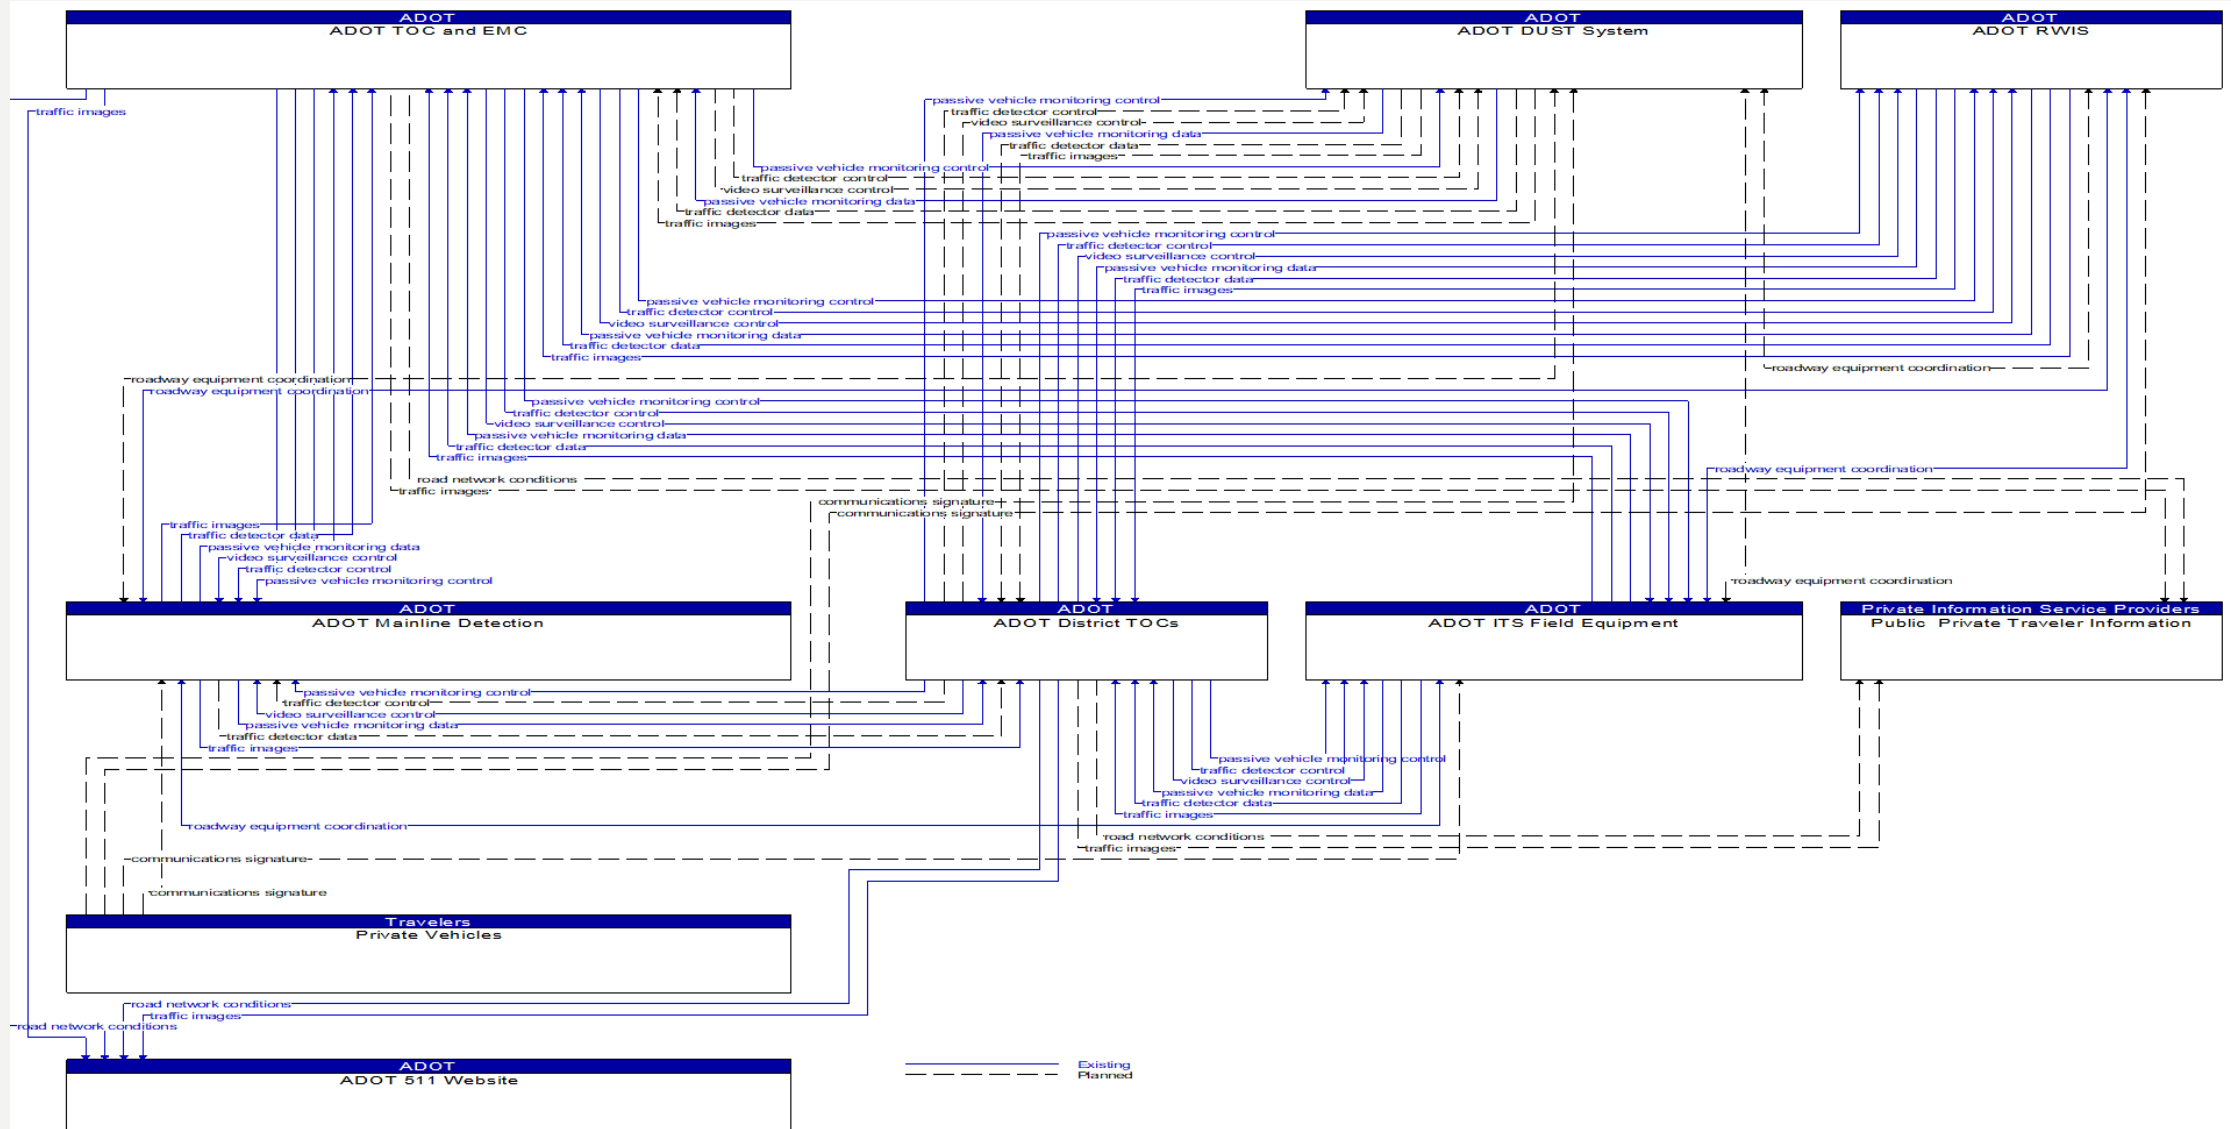 ADOT
ADOT TOC and EMC
ADOT
ADOT DUST System
ADOT
ADOT RWIS
traffic images
passive vehicle monitoring control
traffic detector control
video surveillance control
passive vehicle monitoring data
traffic detector data
traffic images
passive vehicle monitoring control
traffic detector control
video surveillance control
passive vehicle monitoring data
traffic detector data
traffic images
passive vehicle monitoring control
traffic detector control
video surveillance control
passive vehicle monitoring data
traffic detector data
traffic images
passive vehicle monitoring control
traffic detector control
video surveillance control
passive vehicle monitoring data
traffic detector data
traffic images
roadway equipment coordination
roadway equipment coordination
roadway equipment coordination
passive vehicle monitoring control
traffic detector control
video surveillance control
passive vehicle monitoring data
traffic detector data
traffic images
roadway equipment coordination
road network conditions
traffic images
communications signature
communications signature
traffic images
traffic detector data
passive vehicle monitoring data
video surveillance control
traffic detector control
passive vehicle monitoring control
roadway equipment coordination
ADOT
ADOT Mainline Detection
ADOT
ADOT District TOCs
ADOT
ADOT ITS Field Equipment
Private Information Service Providers
Public Private Traveler Information
passive vehicle monitoring control
traffic detector control
video surveillance control
passive vehicle monitoring data
traffic detector data
traffic images
passive vehicle monitoring control
traffic detector control
video surveillance control
passive vehicle monitoring data
traffic detector data
traffic images
roadway equipment coordination
road network conditions
traffic images
communications signature
communications signature
Travelers
Private Vehicles
road network conditions
traffic images
road network conditions
ADOT
ADOT 511 Website
Existing
Planned